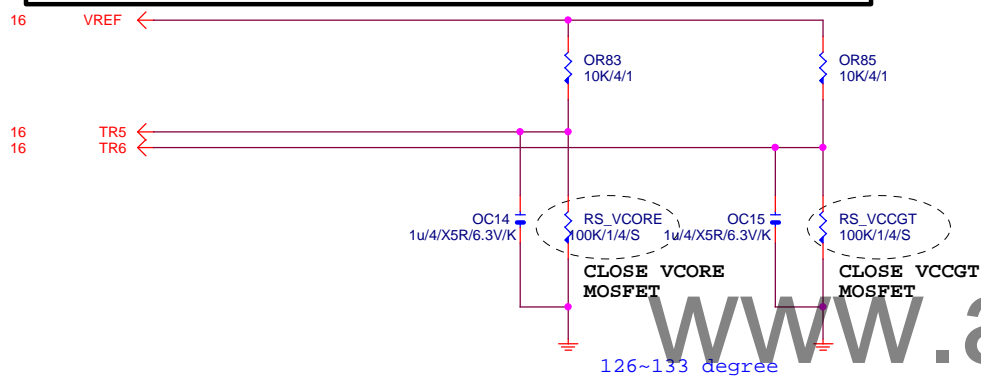 16 VREF
OR83
10K/4/1
OR85
10K/4/1
16 TR5
16 TR6
OC14
1u/4/X5R/6.3V/K
RS_VCORE
100K/1/4/S
OC15
1u/4/X5R/6.3V/K
RS_VCCGT
100K/1/4/S
CLOSE VCORE
MOSFET
CLOSE VCCGT
MOSFET
www.a
126~133 degree